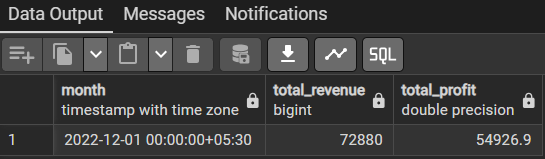 Data Output Messages Notifications
SQL
month total_revenue total_profit
timestamp with time zone bigint double precision
1 2022-12-01 00:00:00+05:30 72880 54926.9